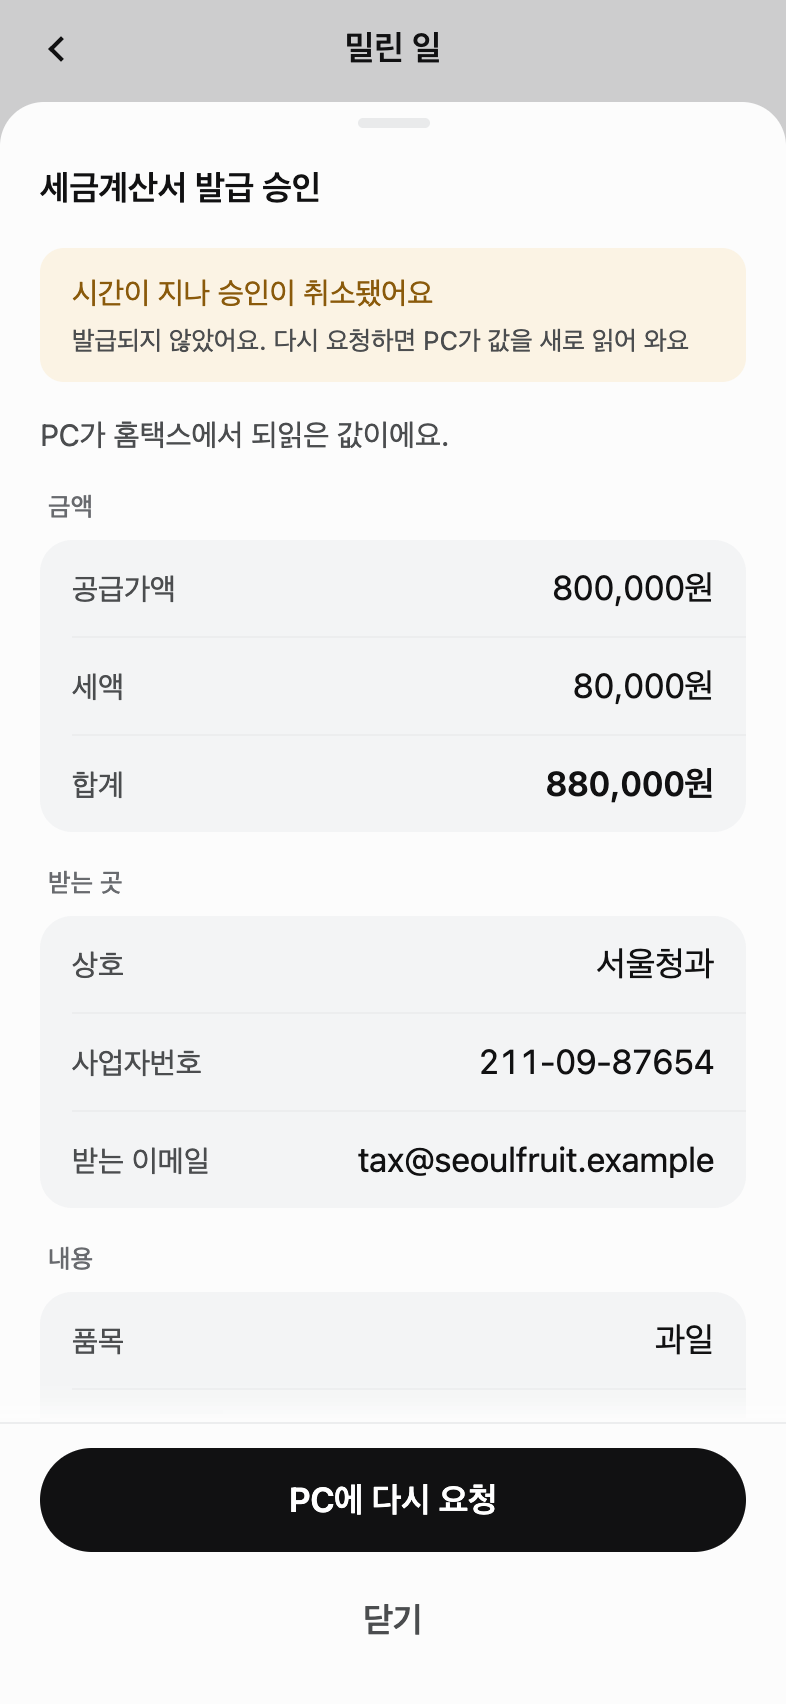 밀린 일
세금계산서 발급 승인
시간이 지나 승인이 취소됐어요
발급되지 않았어요. 다시 요청하면 PC가 값을 새로 읽어 와요
PC가 홈택스에서 되읽은 값이에요.
금액
공급가액 800,000원
세액 80,000원
합계 880,000원
받는 곳
상호 서울청과
사업자번호 211-09-87654
받는 이메일 tax@seoulfruit.example
내용
품목 과일
PC에 다시 요청
닫기